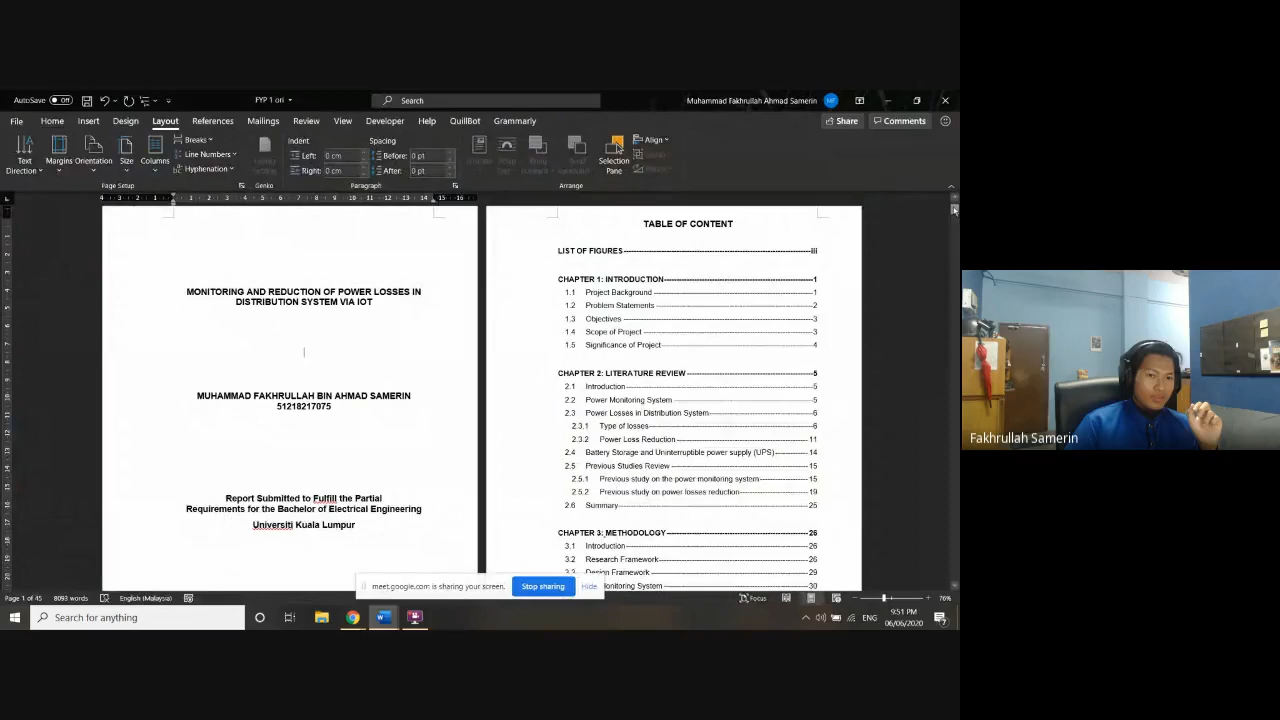 AutoSave Off
FYP 1 ori
Search
Muhammad Fakhrullah Ahmad Samerin MF
File Home Insert Design Layout References Mailings Review View Developer Help QuillBot Grammarly
Share Comments
Text Direction
Margins
Orientation
Size
Columns
Breaks
Line Numbers
Hyphenation
Page Setup
Genko
Indent
Left: 0 cm
Right: 0 cm
Spacing
Before: 0 pt
After: 0 pt
Paragraph
Selection Pane
Align
Arrange
MONITORING AND REDUCTION OF POWER LOSSES IN
DISTRIBUTION SYSTEM VIA IOT
MUHAMMAD FAKHRULLAH BIN AHMAD SAMERIN
51218217075
Report Submitted to Fulfill the Partial
Requirements for the Bachelor of Electrical Engineering
Universiti Kuala Lumpur
TABLE OF CONTENT
LIST OF FIGURES iii
CHAPTER 1: INTRODUCTION 1
1.1 Project Background 1
1.2 Problem Statements 2
1.3 Objectives 3
1.4 Scope of Project 3
1.5 Significance of Project 4
CHAPTER 2: LITERATURE REVIEW 5
2.1 Introduction 5
2.2 Power Monitoring System 5
2.3 Power Losses in Distribution System 6
2.3.1 Type of losses 6
2.3.2 Power Loss Reduction 11
2.4 Battery Storage and Uninterruptible power supply (UPS) 14
2.5 Previous Studies Review 15
2.5.1 Previous study on the power monitoring system 15
2.5.2 Previous study on power losses reduction 19
2.6 Summary 25
CHAPTER 3: METHODOLOGY 26
3.1 Introduction 26
3.2 Research Framework 26
3.3 Design Framework 29
Monitoring System 30
meet.google.com is sharing your screen. Stop sharing Hide
Page 1 of 45 8093 words English (Malaysia)
Focus
76%
Search for anything
ENG
9:51 PM
06/06/2020
Fakhrullah Samerin